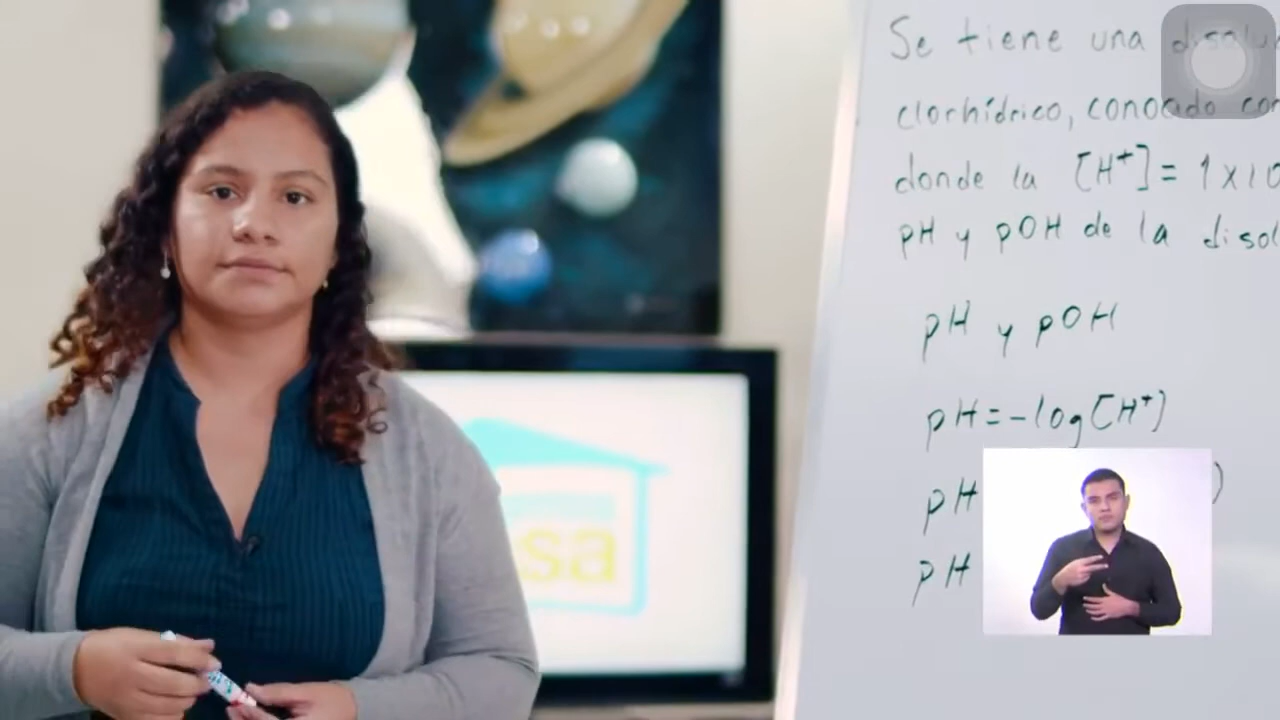 Se tiene una
clorhídrico, conocido
donde la [H⁺] = 1 x 10
pH y pOH de la
pH y pOH
pH = -log [H⁺)
pH )
pH
sa